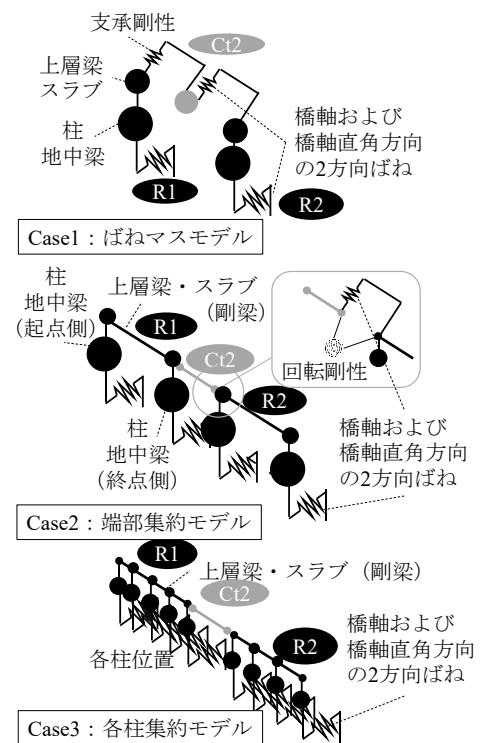 支承剛性
Ct2
上層梁
スラブ
柱
地中梁
橋軸および
橋軸直角方向
の2方向ばね
R1
R2
Case1：ばねマスモデル
柱
地中梁
(起点側)
上層梁・スラブ
（剛梁）
R1
Ct2
回転剛性
R2
柱
地中梁
(終点側)
橋軸および
橋軸直角方向
の2方向ばね
Case2：端部集約モデル
R1
上層梁・スラブ（剛梁）
Ct2
R2
各柱位置
橋軸および
橋軸直角方向
の2方向ばね
Case3：各柱集約モデル